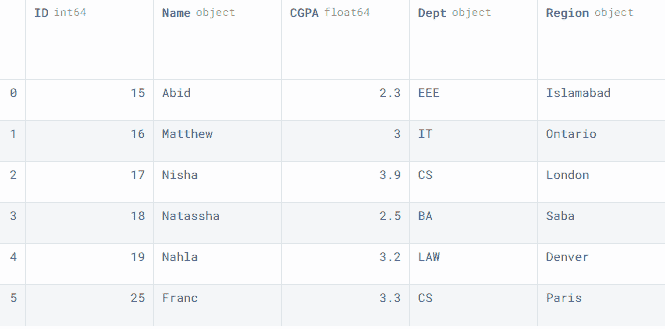 ID int64 Name object CGPA float64 Dept object Region object
0 15 Abid 2.3 EEE Islamabad
1 16 Matthew 3 IT Ontario
2 17 Nisha 3.9 CS London
3 18 Natassha 2.5 BA Saba
4 19 Nahla 3.2 LAW Denver
5 25 Franc 3.3 CS Paris